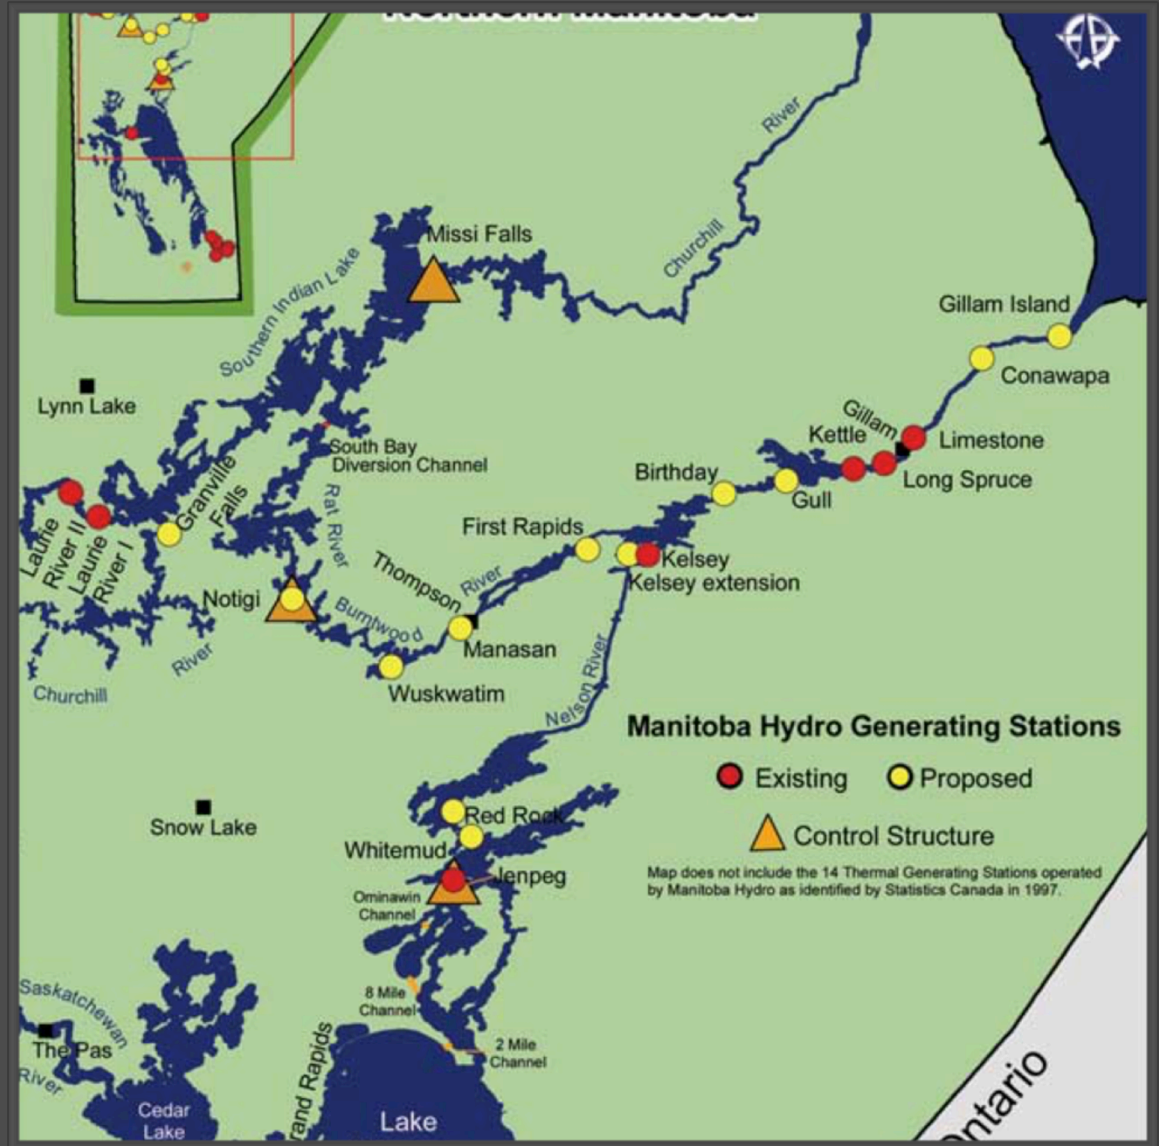 Northern Manitoba
River
Churchill
Missi Falls
Southern Indian Lake
Gillam Island
Conawapa
Lynn Lake
Gillam
Kettle
Limestone
South Bay
Diversion Channel
Long Spruce
Birthday
Gull
Granville
Falls
Rat River
Laurie
River II
Laurie
River I
First Rapids
Kelsey
Kelsey extension
Thompson
River
Notigi
Burntwood
Manasan
River
Wuskwatim
Churchill
Nelson River
Manitoba Hydro Generating Stations
Existing
Proposed
Control Structure
Map does not include the 14 Thermal Generating Stations operated
by Manitoba Hydro as identified by Statistics Canada in 1997.
Snow Lake
Red Rock
Whitemud
Jenpeg
Ominawin
Channel
8 Mile
Channel
2 Mile
Channel
Saskatchewan
The Pas
River
rand Rapids
Cedar
Lake
Lake
ntario